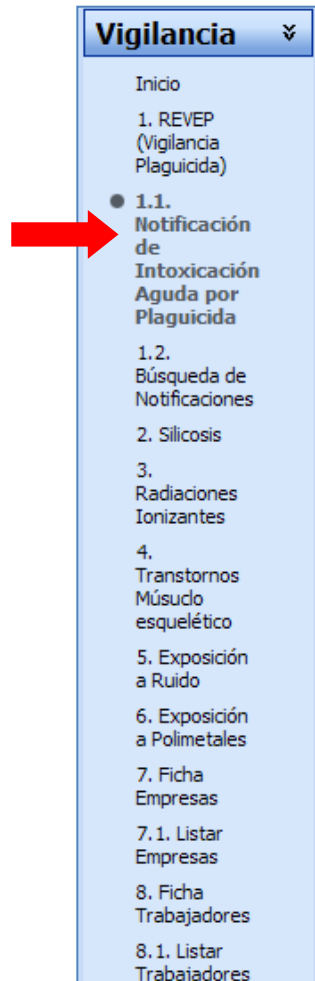 Vigilancia
Inicio
1. REVEP
(Vigilancia
Plaguicida)
1.1.
Notificación
de
Intoxicación
Aguda por
Plaguicida
1.2.
Búsqueda de
Notificaciones
2. Silicosis
3.
Radiaciones
Ionizantes
4.
Transtornos
Músuclo
esquelético
5. Exposición
a Ruido
6. Exposición
a Polimetales
7. Ficha
Empresas
7.1. Listar
Empresas
8. Ficha
Trabajadores
8.1. Listar
Trabajadores